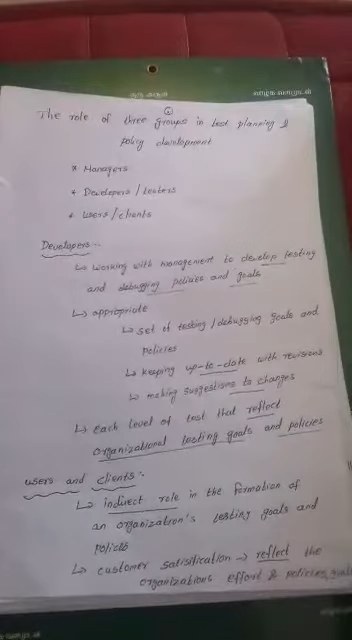 The role of three groups in test planning &
policy development
* Managers
* Developers / testers
* users / clients
Developers :-
↳ working with management to develop testing
and debugging policies and goals
↳ appropriate
↳ set of testing / debugging goals and
policies
↳ keeping up-to-date with revisions
↳ making suggestions to changes
↳ each level of test that reflect
organizational testing goals and policies
users and clients :-
↳ indirect role in the formation of
an organization's testing goals and
policies
↳ customer satisification → reflect the
organizations effort & policies, goals